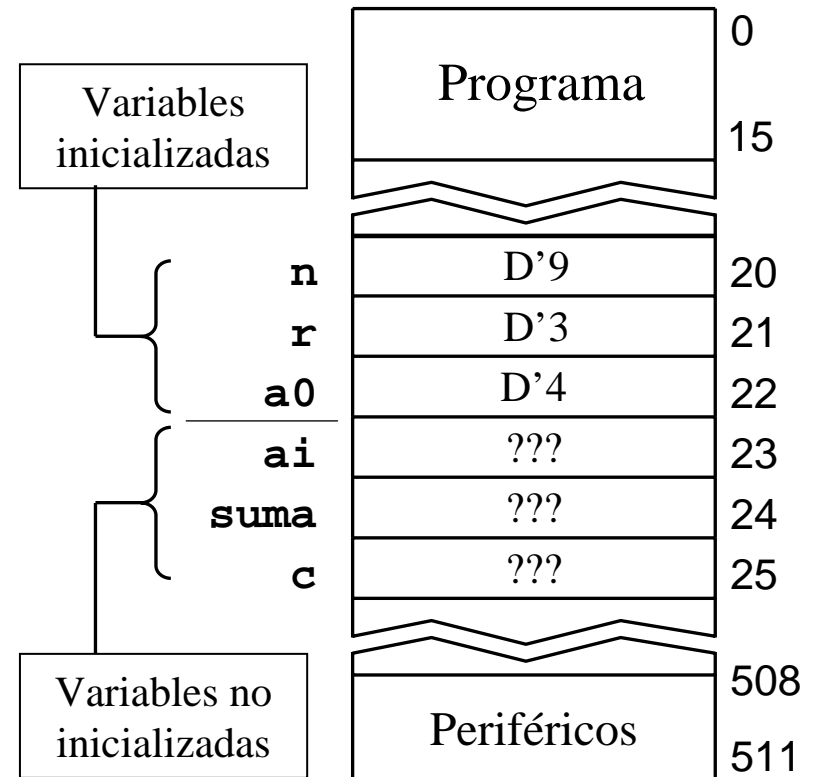 0
Programa
Variables
inicializadas
15
n D’9 20
r D’3 21
a0 D’4 22
ai ??? 23
suma ??? 24
c ??? 25
508
Variables no
inicializadas
Periféricos
511